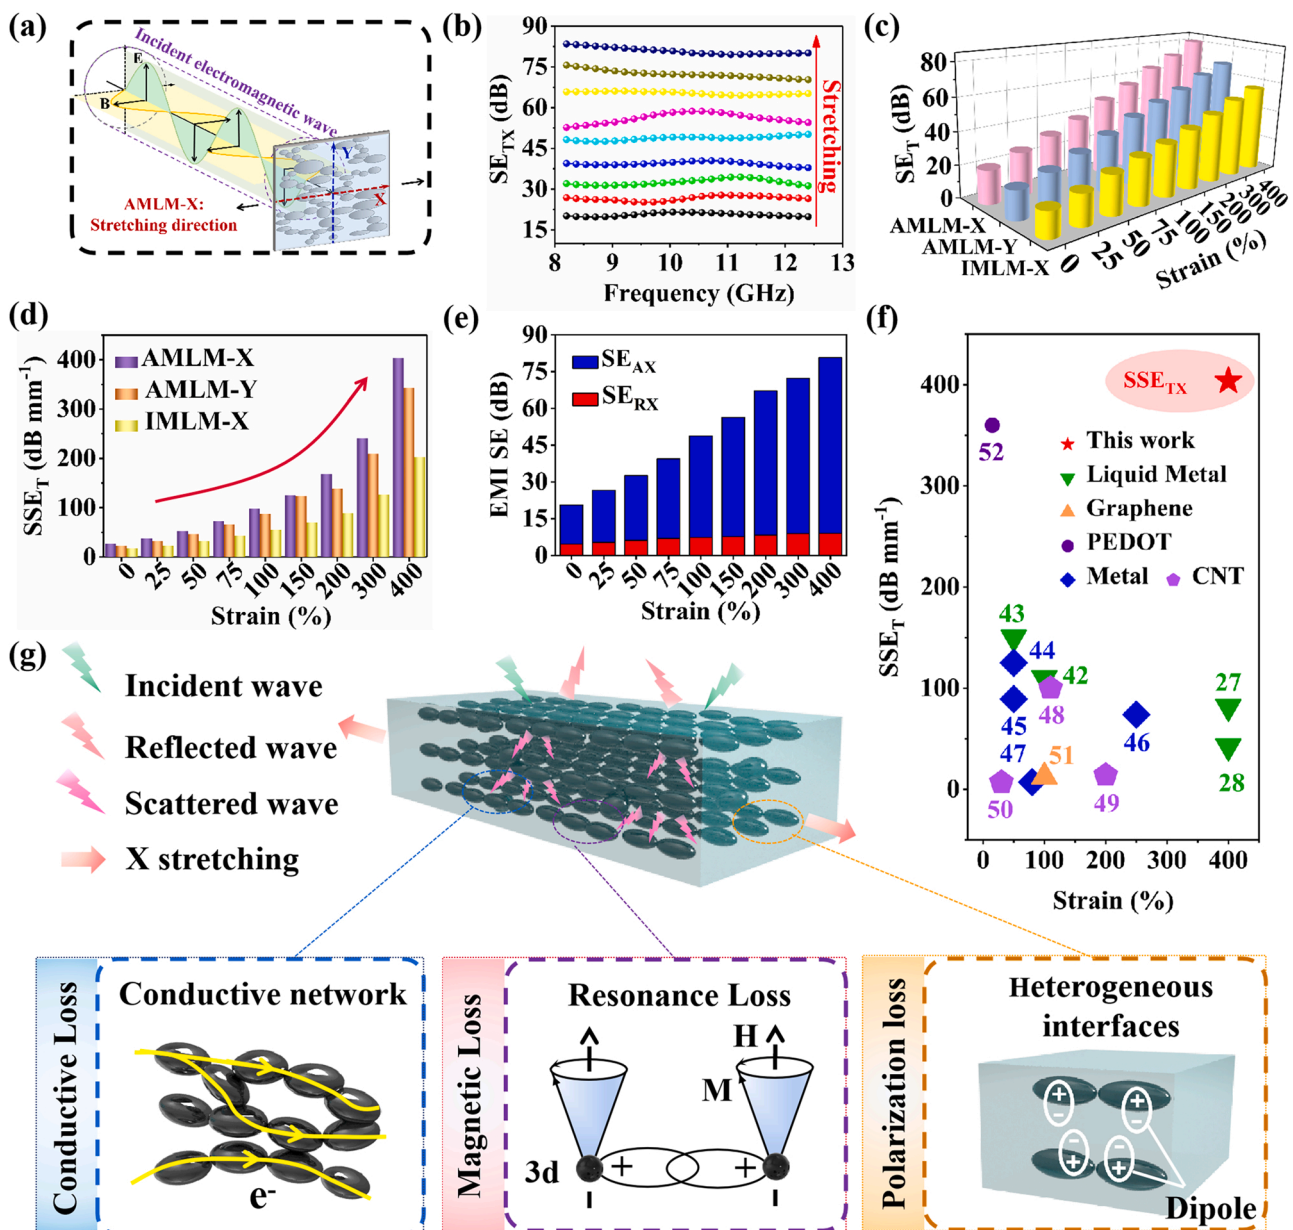 (a)
Incident electromagnetic wave
E
B
Y
X
AMLM-X:
Stretching direction
(b)
SE_TX (dB)
90
75
60
45
30
15
8 9 10 11 12 13
Frequency (GHz)
Stretching
(c)
SE_T (dB)
80
60
40
20
0
AMLM-X
AMLM-Y
IMLM-X
0 25 50 75 100 150 200 300 400
Strain (%)
(d)
SSE_T (dB mm⁻¹)
400
300
200
100
0
AMLM-X
AMLM-Y
IMLM-X
0 25 50 75 100 150 200 300 400
Strain (%)
(e)
EMI SE (dB)
90
75
60
45
30
15
0
SE_AX
SE_RX
0 25 50 75 100 150 200 300 400
Strain (%)
(f)
SSE_T (dB mm⁻¹)
400
300
200
100
0
SSE_TX
52
This work
Liquid Metal
Graphene
PEDOT
Metal CNT
43
44
42
27
45
48
46
47
51
50
49
28
0 100 200 300 400
Strain (%)
(g)
Incident wave
Reflected wave
Scattered wave
X stretching
Conductive Loss
Conductive network
e⁻
Magnetic Loss
Resonance Loss
H
M
3d
+ +
Polarization loss
Heterogeneous
interfaces
+ +
− −
− −
+ +
Dipole